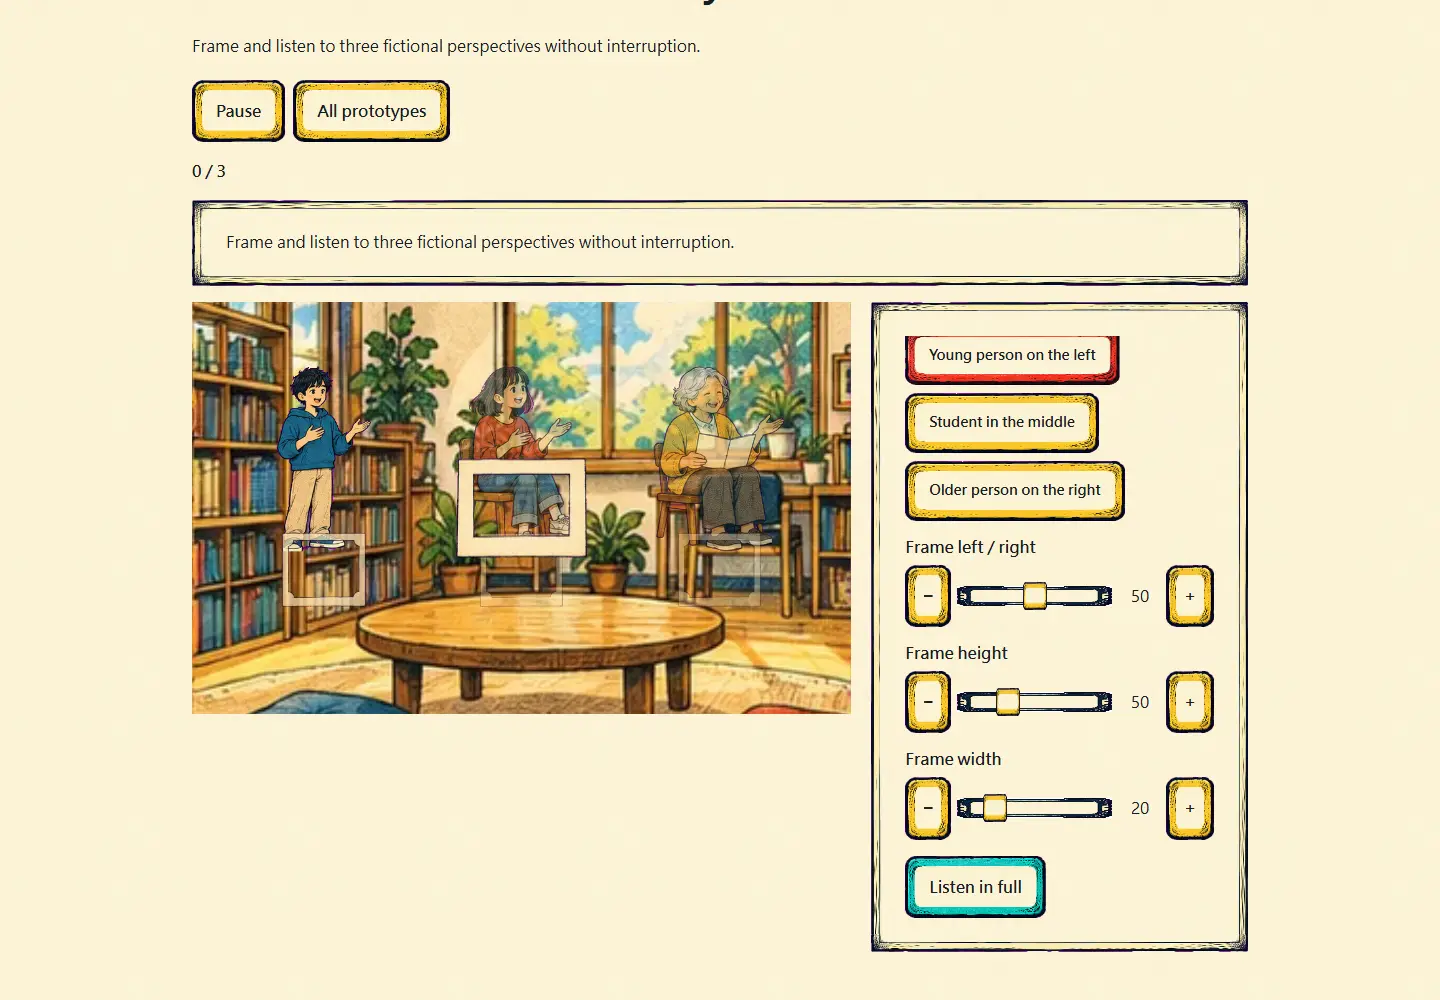 Frame and listen to three fictional perspectives without interruption.
Pause
All prototypes
0 / 3
Frame and listen to three fictional perspectives without interruption.
Young person on the left
Student in the middle
Older person on the right
Frame left / right
−
50
+
Frame height
−
50
+
Frame width
−
20
+
Listen in full